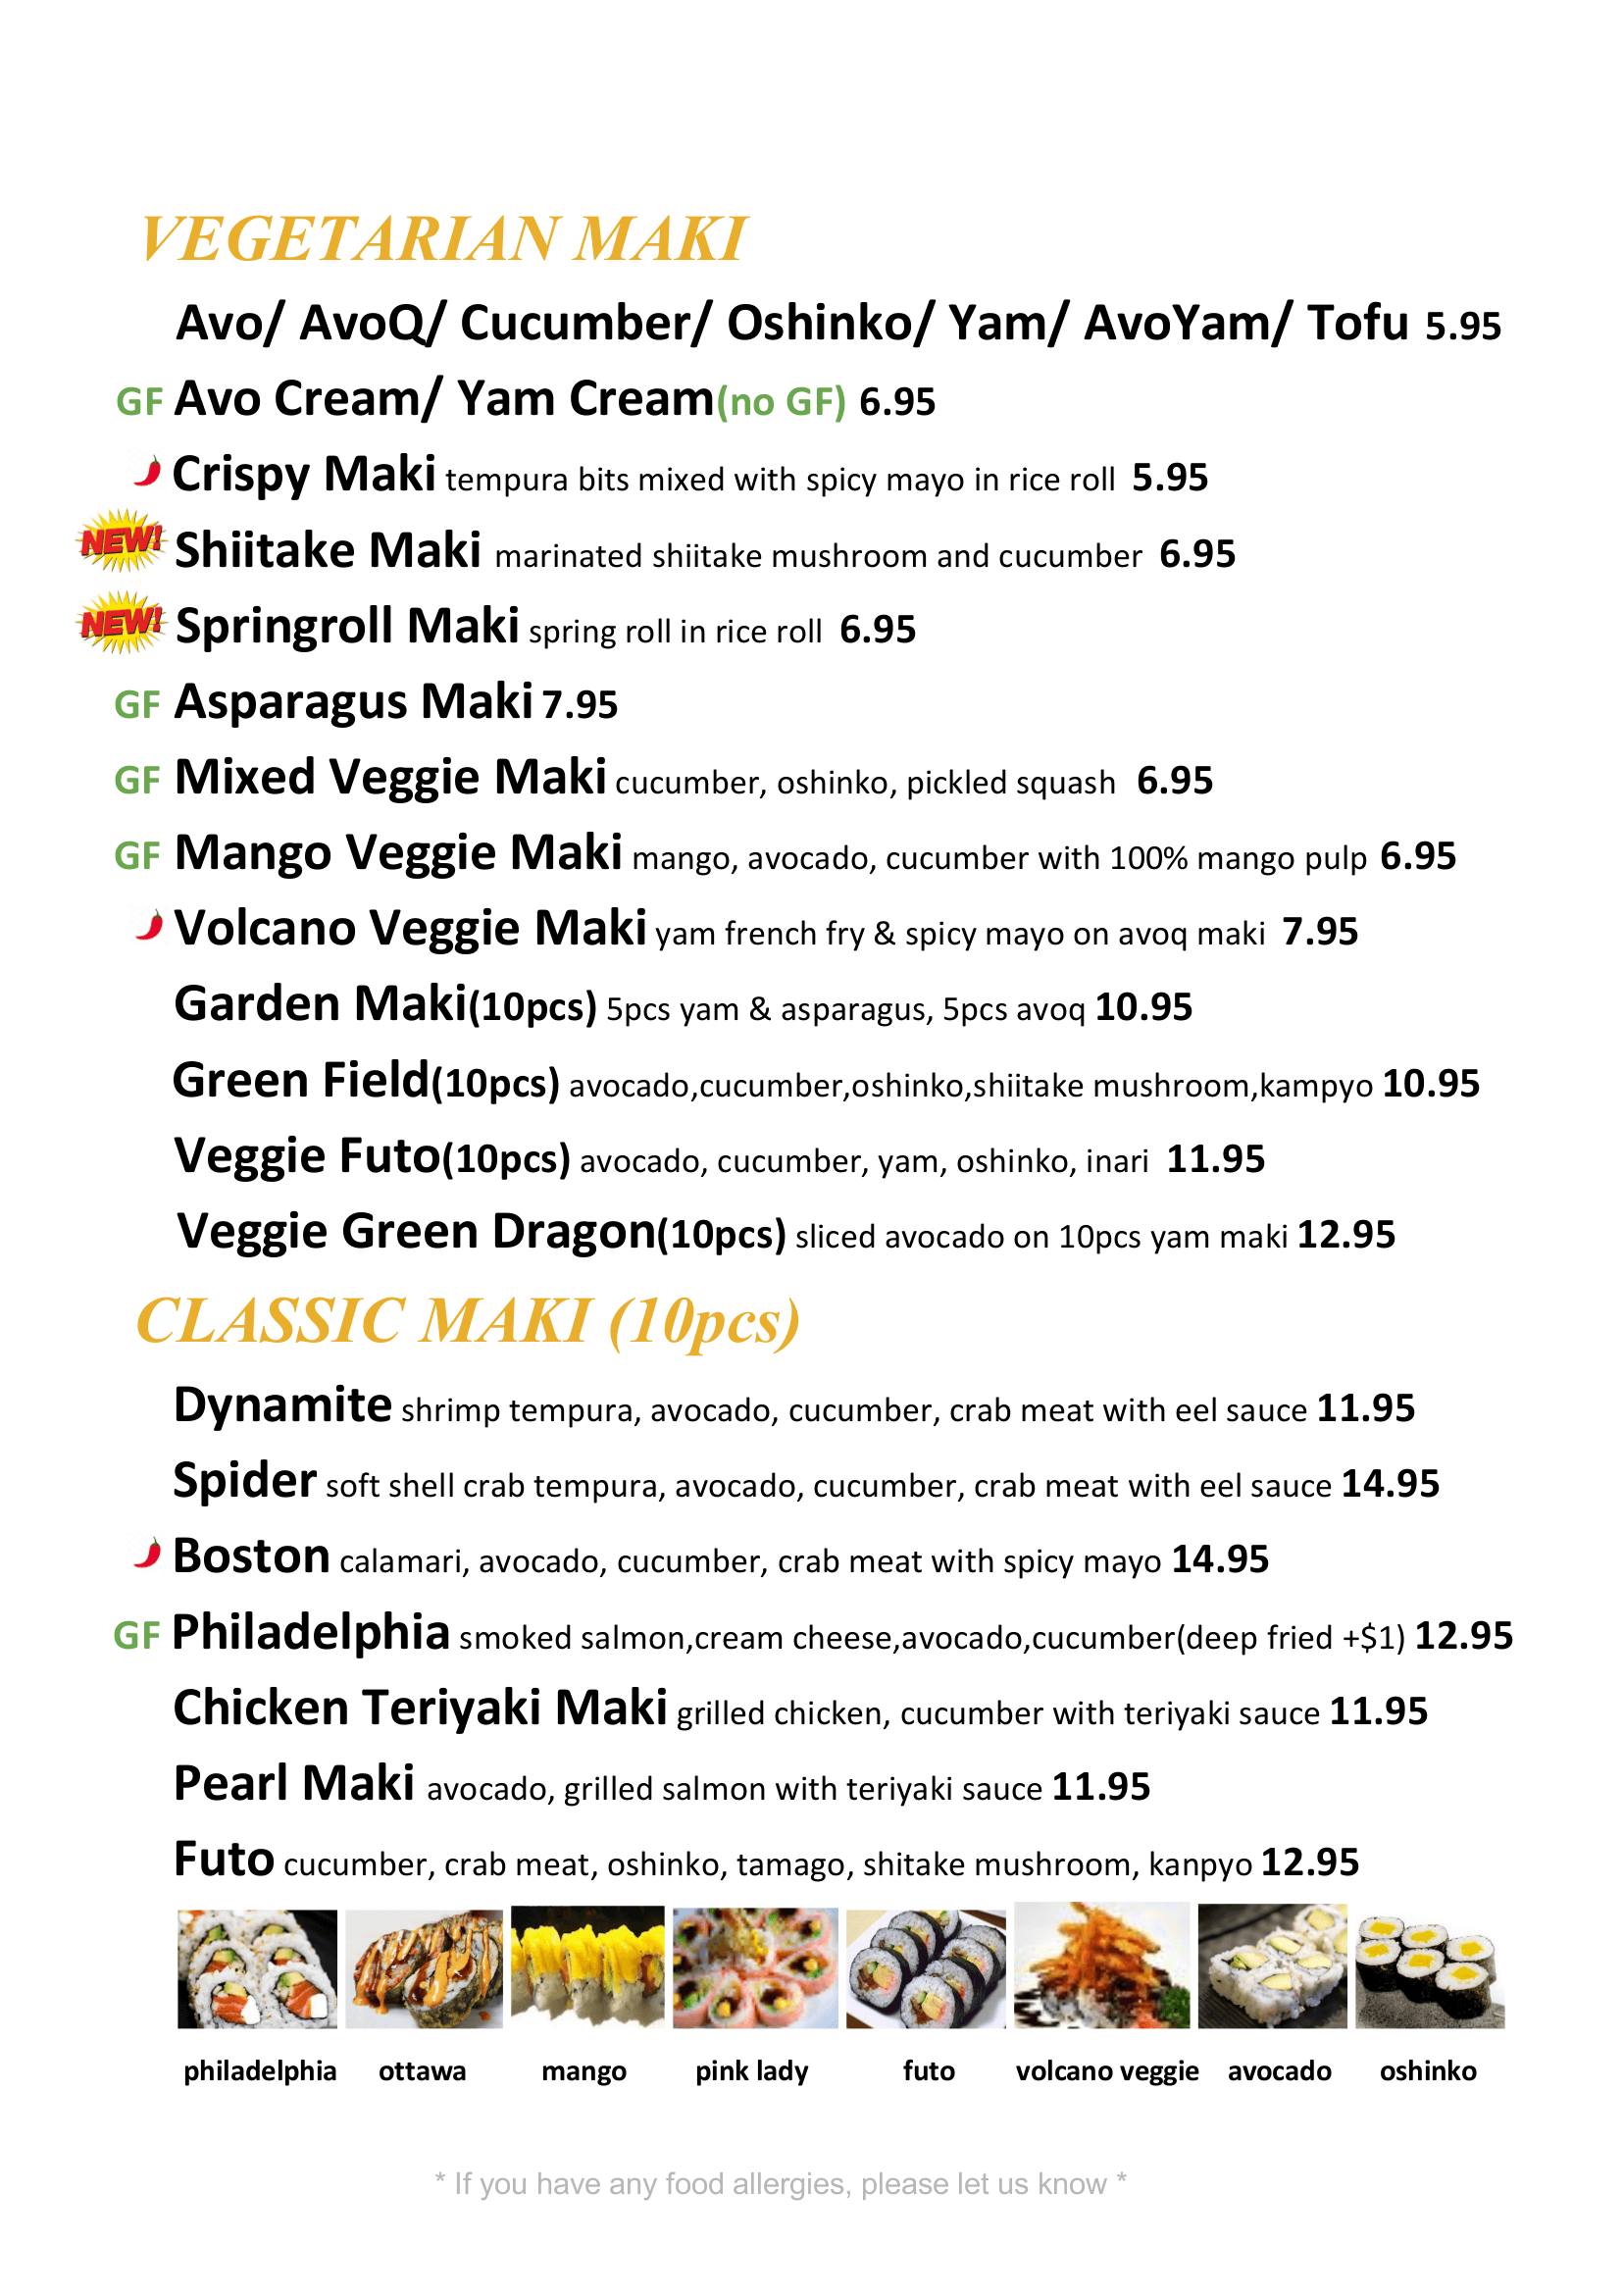 VEGETARIAN MAKI
Avo/ AvoQ/ Cucumber/ Oshinko/ Yam/ AvoYam/ Tofu 5.95
GF Avo Cream/ Yam Cream(no GF) 6.95
Crispy Maki tempura bits mixed with spicy mayo in rice roll 5.95
NEW! Shiitake Maki marinated shiitake mushroom and cucumber 6.95
NEW! Springroll Maki spring roll in rice roll 6.95
GF Asparagus Maki 7.95
GF Mixed Veggie Maki cucumber, oshinko, pickled squash 6.95
GF Mango Veggie Maki mango, avocado, cucumber with 100% mango pulp 6.95
Volcano Veggie Maki yam french fry & spicy mayo on avoq maki 7.95
Garden Maki(10pcs) 5pcs yam & asparagus, 5pcs avoq 10.95
Green Field(10pcs) avocado,cucumber,oshinko,shiitake mushroom,kampyo 10.95
Veggie Futo(10pcs) avocado, cucumber, yam, oshinko, inari 11.95
Veggie Green Dragon(10pcs) sliced avocado on 10pcs yam maki 12.95
CLASSIC MAKI (10pcs)
Dynamite shrimp tempura, avocado, cucumber, crab meat with eel sauce 11.95
Spider soft shell crab tempura, avocado, cucumber, crab meat with eel sauce 14.95
Boston calamari, avocado, cucumber, crab meat with spicy mayo 14.95
GF Philadelphia smoked salmon,cream cheese,avocado,cucumber(deep fried +$1) 12.95
Chicken Teriyaki Maki grilled chicken, cucumber with teriyaki sauce 11.95
Pearl Maki avocado, grilled salmon with teriyaki sauce 11.95
Futo cucumber, crab meat, oshinko, tamago, shitake mushroom, kanpyo 12.95
philadelphia ottawa mango pink lady futo volcano veggie avocado oshinko
* If you have any food allergies, please let us know *